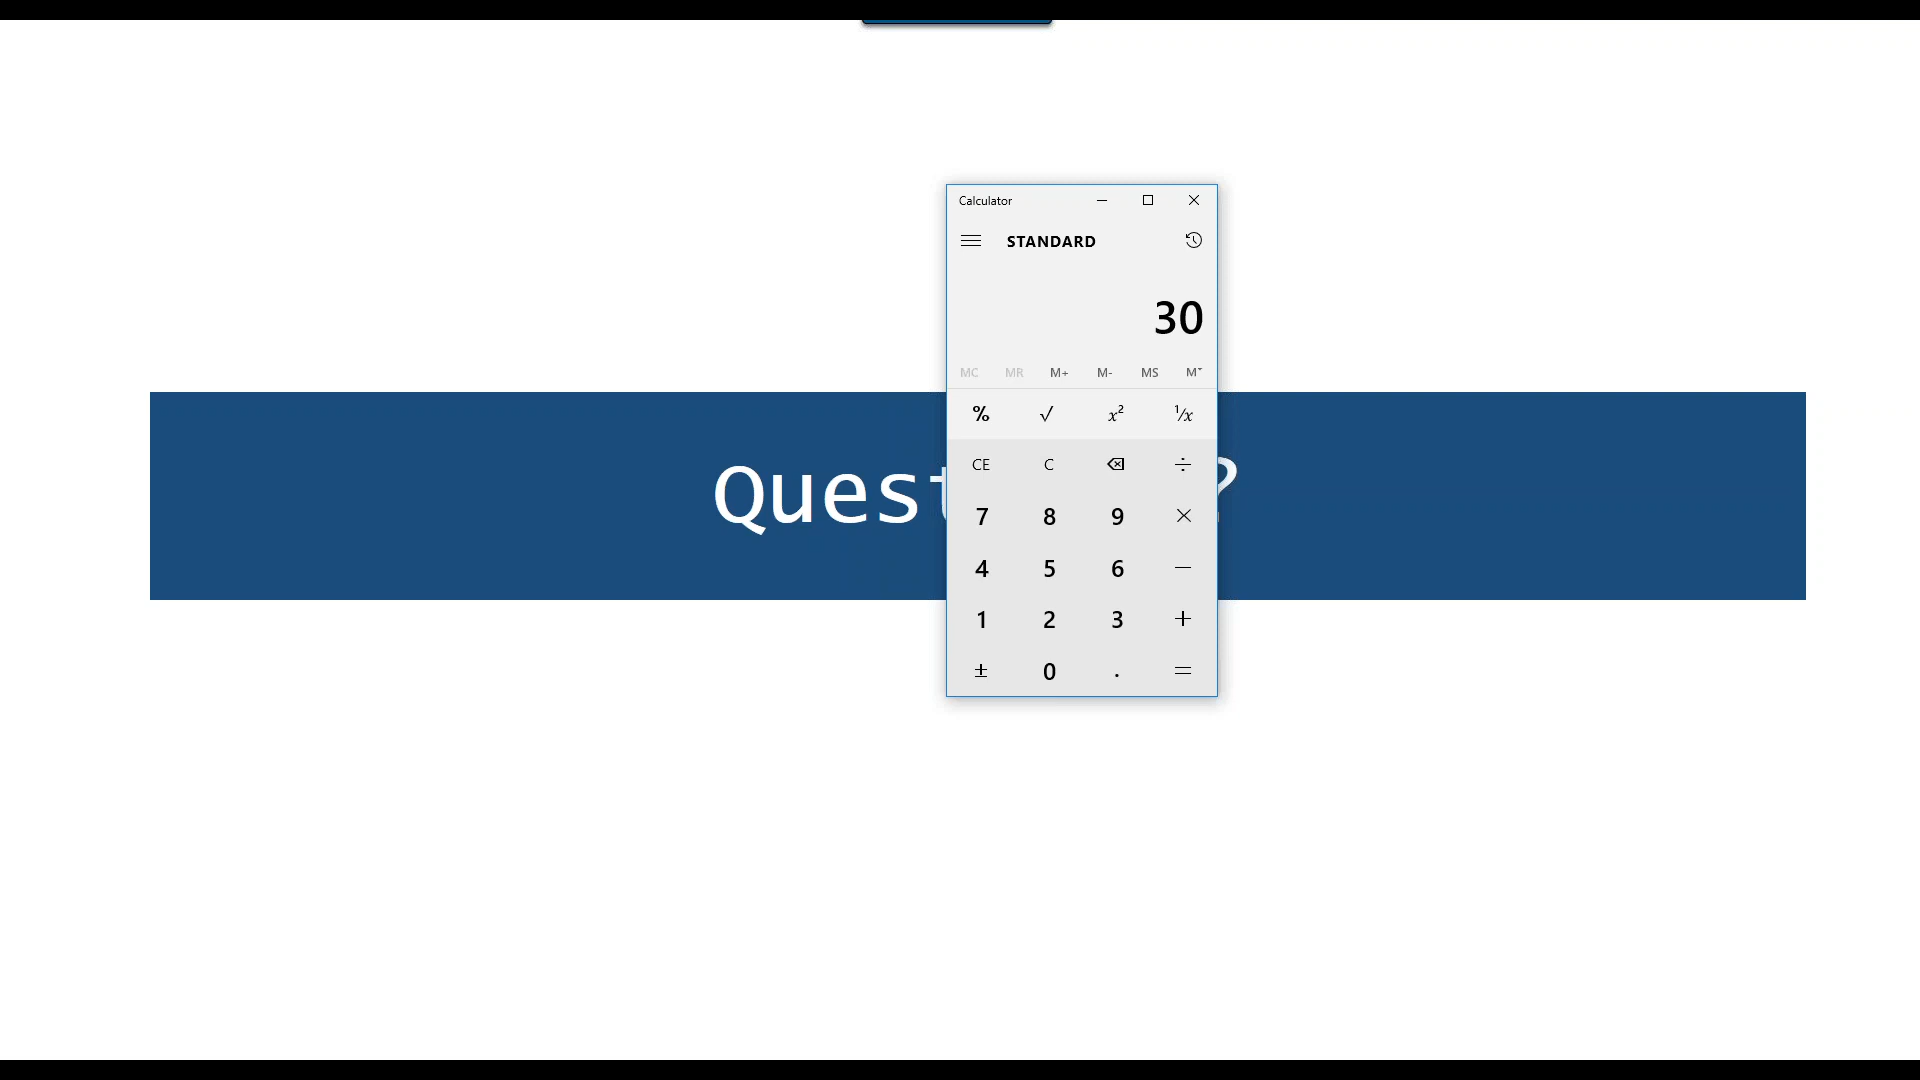 Calculator
STANDARD
30
MC MR M+ M- MS M˅
% √ x² ¹/x
CE C ÷
7 8 9 ×
Quest ?
4 5 6 −
1 2 3 +
± 0 . =